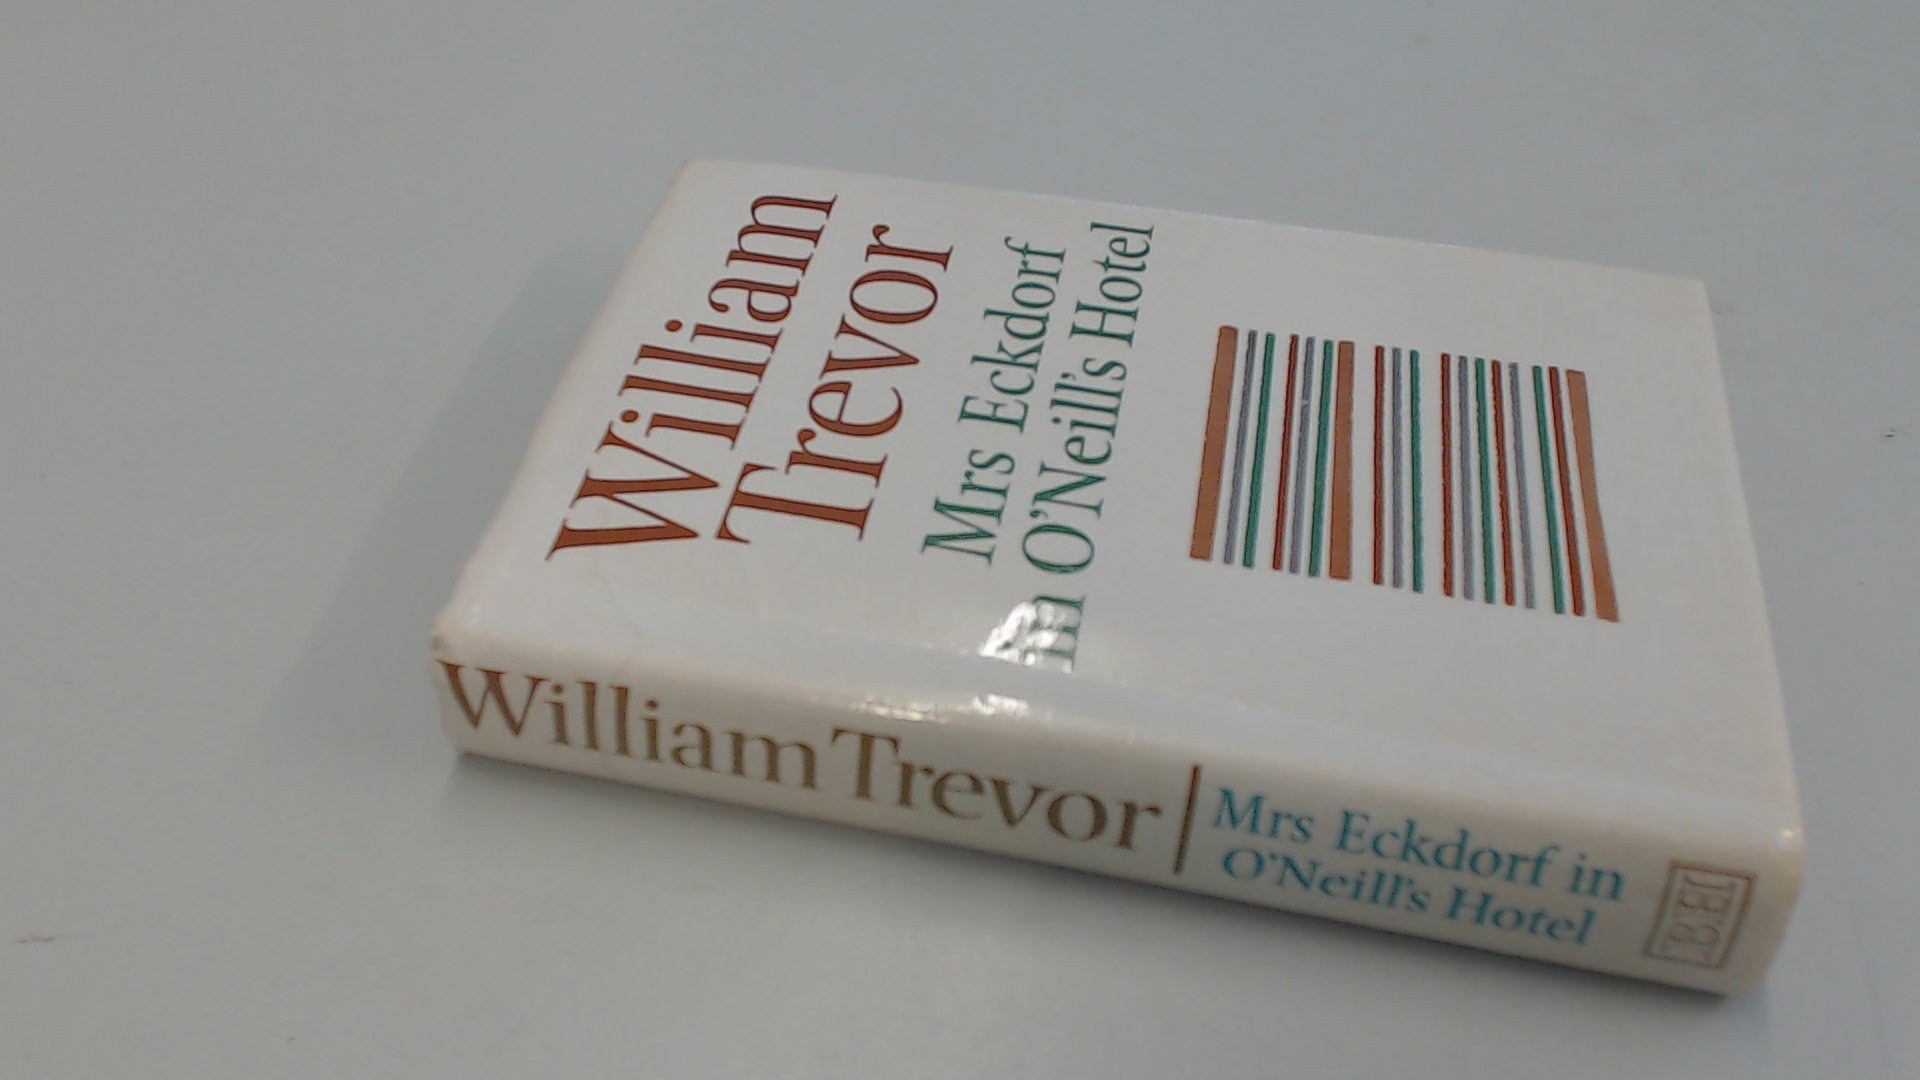 William
Trevor
Mrs Eckdorf
in O'Neill's Hotel
William Trevor
Mrs Eckdorf in
O'Neill's Hotel